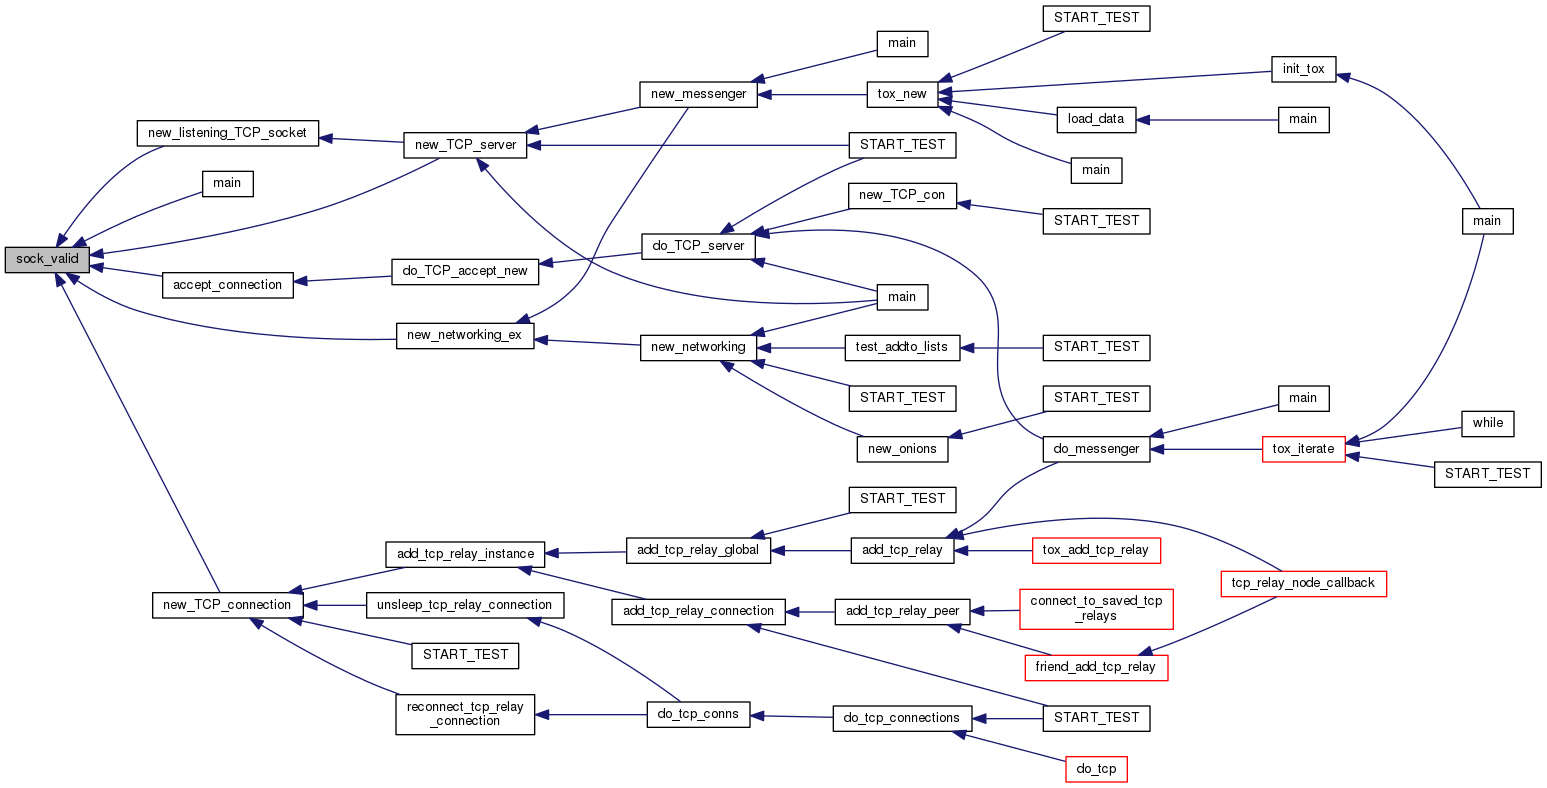 START_TEST
main
init_tox
new_messenger
tox_new
load_data
main
new_listening_TCP_socket
new_TCP_server
START_TEST
main
main
new_TCP_con
START_TEST
main
sock_valid
do_TCP_server
accept_connection
do_TCP_accept_new
main
new_networking_ex
new_networking
test_addto_lists
START_TEST
START_TEST
START_TEST
main
new_onions
do_messenger
tox_iterate
while
START_TEST
START_TEST
add_tcp_relay_instance
add_tcp_relay_global
add_tcp_relay
tox_add_tcp_relay
tcp_relay_node_callback
new_TCP_connection
unsleep_tcp_relay_connection
add_tcp_relay_connection
add_tcp_relay_peer
connect_to_saved_tcp
_relays
START_TEST
friend_add_tcp_relay
reconnect_tcp_relay
_connection
do_tcp_conns
do_tcp_connections
START_TEST
do_tcp